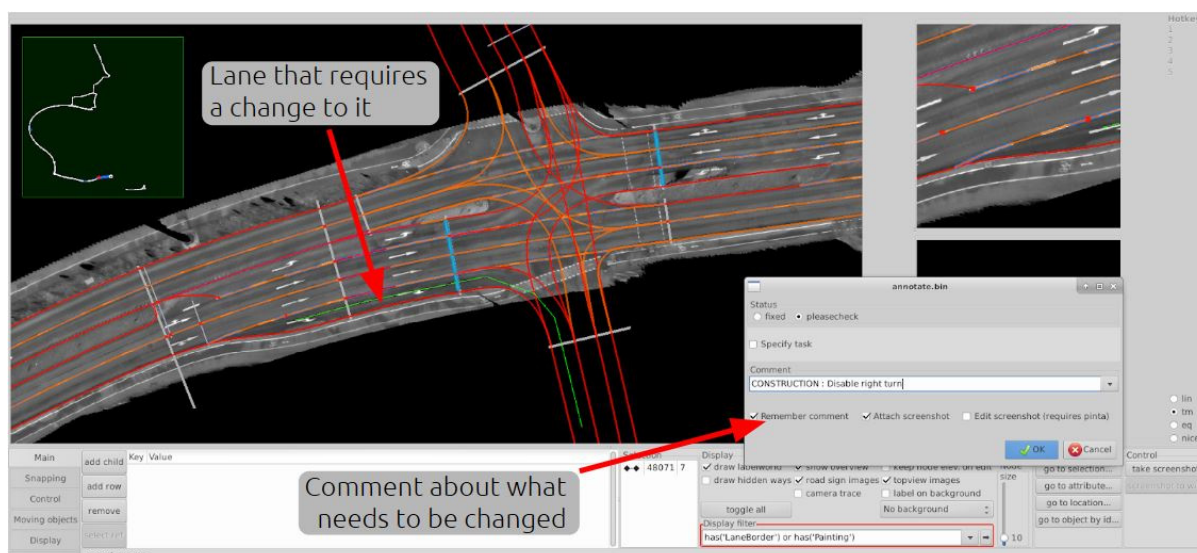 Hotkey
1
2
3
4
5
Lane that requires
a change to it
annotate.bin
Status
fixed
pleasecheck
Specify task
Comment
CONSTRUCTION : Disable right turn
Remember comment
Attach screenshot
Edit screenshot (requires pinta)
OK
Cancel
lin
tm
eq
nice
Main
Snapping
Control
Moving objects
Display
add child
add row
remove
select ref
Key Value
Comment about what
needs to be changed
48071 7
Display
draw labelworld
show overview
keep node elev. on edit
draw hidden ways
road sign images
topview images
camera trace
label on background
toggle all
No background
Display filter
has('LaneBorder') or has('Painting')
size
10
go to selection...
go to attribute...
go to location...
go to object by id...
Control
take screenshot